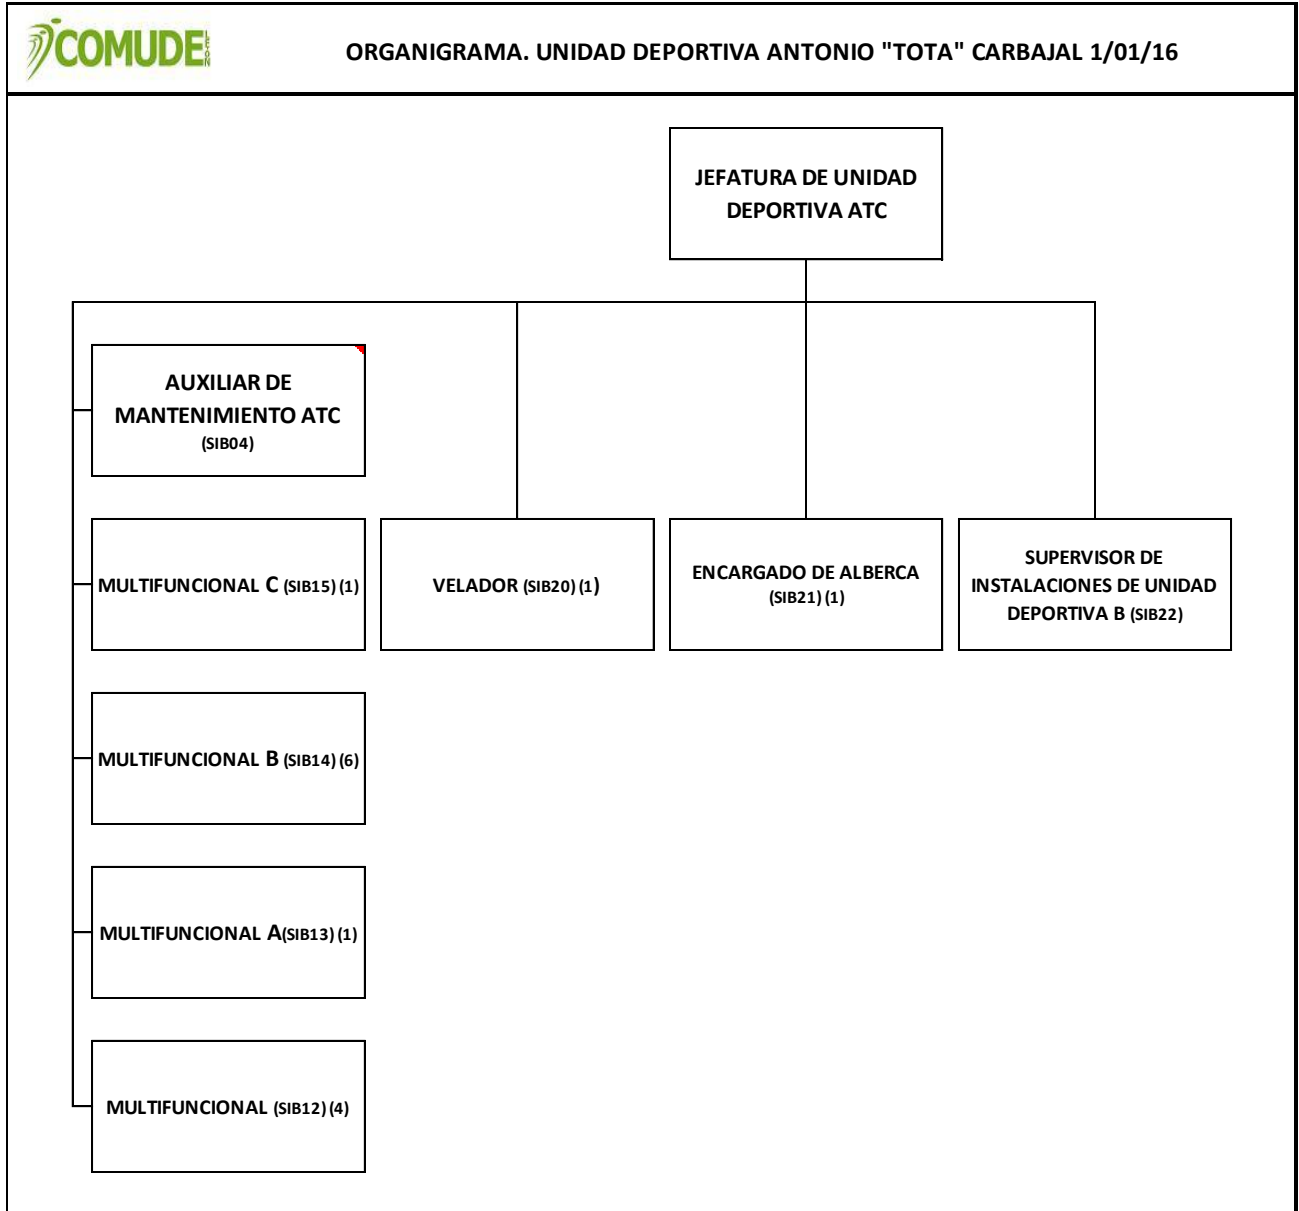 COMUDE LEON
ORGANIGRAMA. UNIDAD DEPORTIVA ANTONIO "TOTA" CARBAJAL 1/01/16
JEFATURA DE UNIDAD
DEPORTIVA ATC
AUXILIAR DE
MANTENIMIENTO ATC
(SIB04)
MULTIFUNCIONAL C (SIB15) (1)
VELADOR (SIB20) (1)
ENCARGADO DE ALBERCA
(SIB21) (1)
SUPERVISOR DE
INSTALACIONES DE UNIDAD
DEPORTIVA B (SIB22)
MULTIFUNCIONAL B (SIB14) (6)
MULTIFUNCIONAL A(SIB13) (1)
MULTIFUNCIONAL (SIB12) (4)